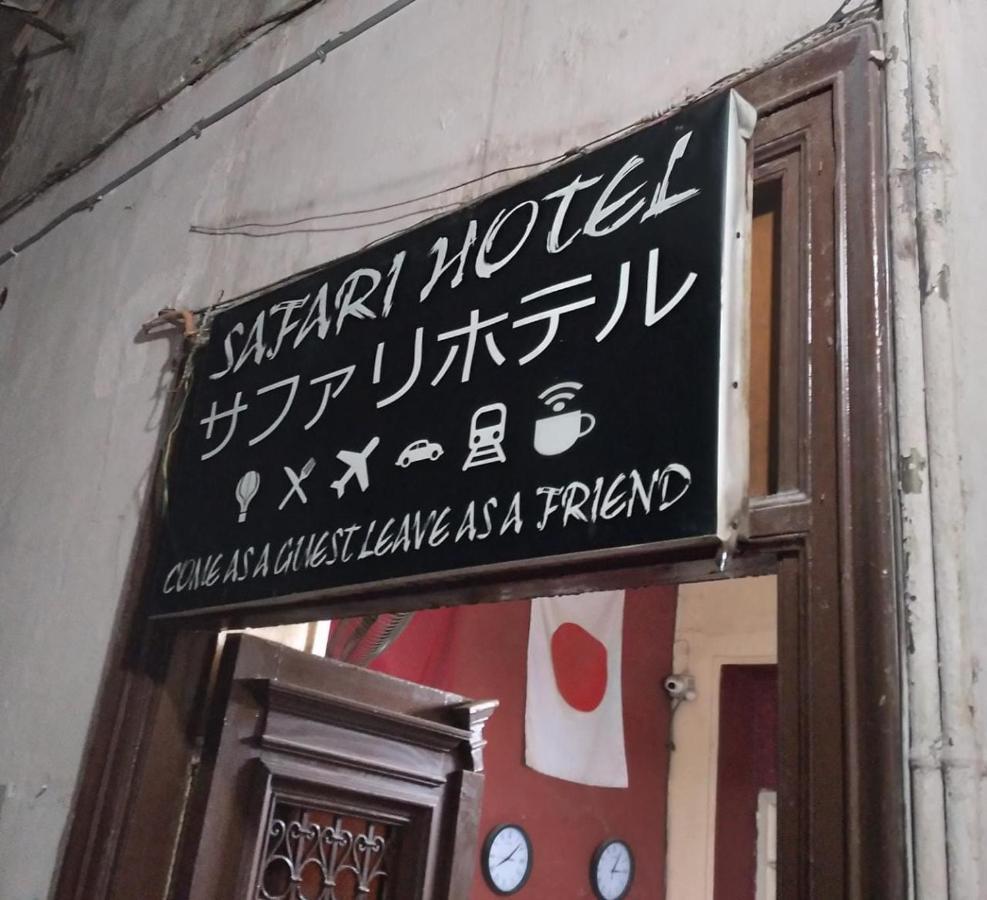 SAFARI HOTEL
サファリホテル
COME AS A GUEST LEAVE AS A FRIEND